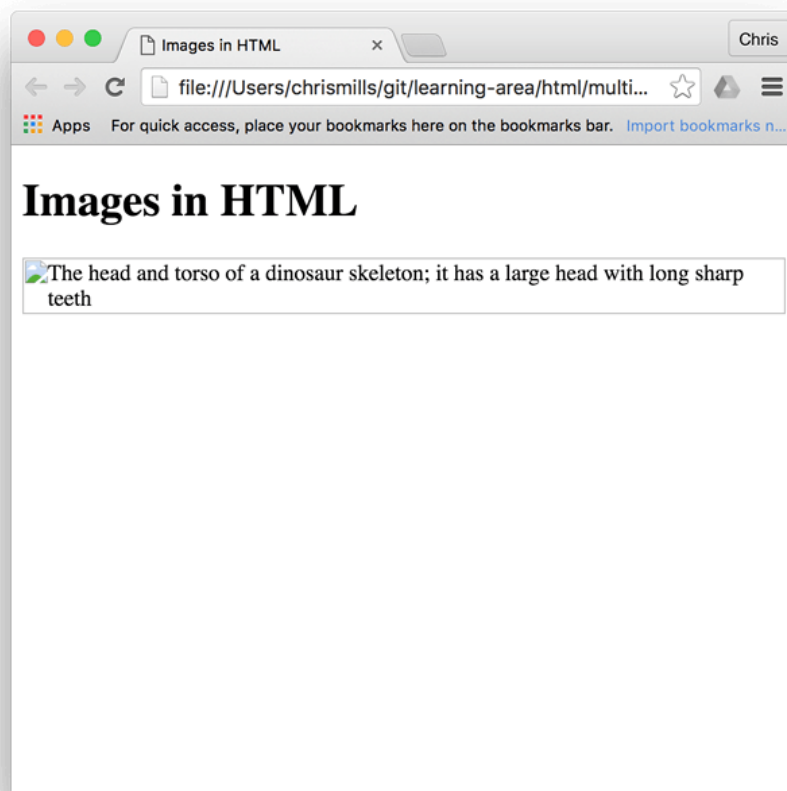 Images in HTML
Chris
file:///Users/chrismills/git/learning-area/html/multi...
Apps For quick access, place your bookmarks here on the bookmarks bar. Import bookmarks n...
Images in HTML
The head and torso of a dinosaur skeleton; it has a large head with long sharp
teeth